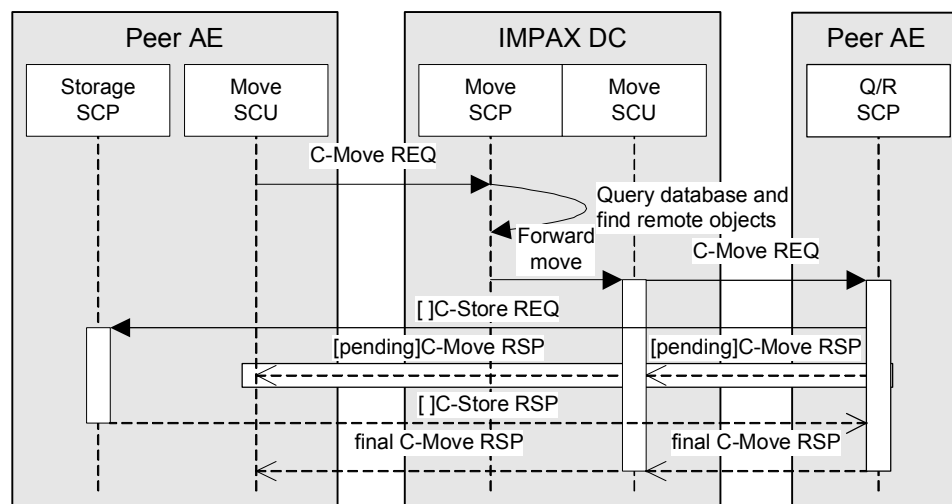 Peer AE
IMPAX DC
Peer AE
Storage
SCP
Move
SCU
Move
SCP
Move
SCU
Q/R
SCP
C-Move REQ
Query database and
find remote objects
Forward
move
C-Move REQ
[ ]C-Store REQ
[pending]C-Move RSP
[pending]C-Move RSP
[ ]C-Store RSP
final C-Move RSP
final C-Move RSP